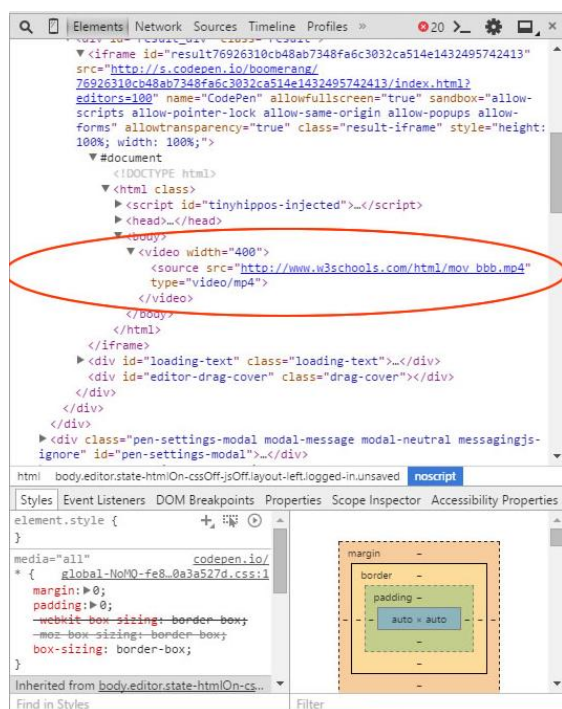 Elements Network Sources Timeline Profiles » 20
<div id="result_div" class="result">
▼<iframe id="result76926310cb48ab7348fa6c3032ca514e1432495742413"
src="http://s.codepen.io/boomerang/
76926310cb48ab7348fa6c3032ca514e1432495742413/index.html?
editors=100" name="CodePen" allowfullscreen="true" sandbox="allow-
scripts allow-pointer-lock allow-same-origin allow-popups allow-
forms" allowtransparency="true" class="result-iframe" style="height:
100%; width: 100%;">
▼#document
<!DOCTYPE html>
▼<html class>
▶<script id="tinyhippos-injected">…</script>
▶<head>…</head>
▼<body>
▼<video width="400">
<source src="http://www.w3schools.com/html/mov_bbb.mp4"
type="video/mp4">
</video>
</body>
</html>
</iframe>
▶<div id="loading-text" class="loading-text">…</div>
<div id="editor-drag-cover" class="drag-cover"></div>
</div>
</div>
</div>
▶<div class="pen-settings-modal modal-message modal-neutral messagingjs-
ignore" id="pen-settings-modal">…</div>
html body.editor.state-htmlOn-cssOff-jsOff.layout-left.logged-in.unsaved noscript
Styles Event Listeners DOM Breakpoints Properties Scope Inspector Accessibility Properties
element.style {
}
media="all" codepen.io/
* { global-NoMQ-fe8…0a3a527d.css:1
margin:▶0;
padding:▶0;
-webkit-box-sizing: border-box;
-moz-box-sizing: border-box;
box-sizing: border-box;
}
Inherited from body.editor.state-htmlOn-cs…
Find in Styles
margin –
border –
padding –
- - - auto × auto - - -
–
–
–
Filter